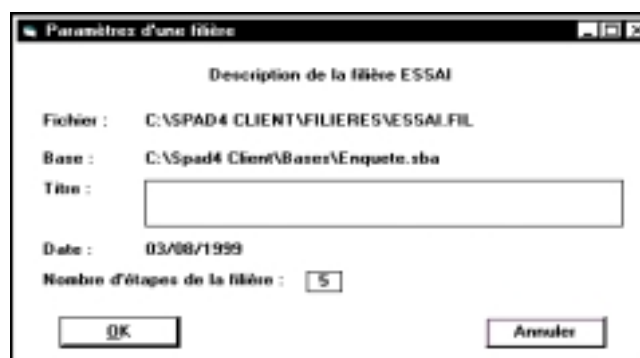 Paramètres d'une filière
Description de la filière ESSAI
Fichier : C:\SPAD4 CLIENT\FILIERES\ESSAI.FIL
Base : C:\Spad4 Client\Bases\Enquete.sba
Titre :
Date : 03/08/1999
Nombre d'étapes de la filière : 5
OK Annuler